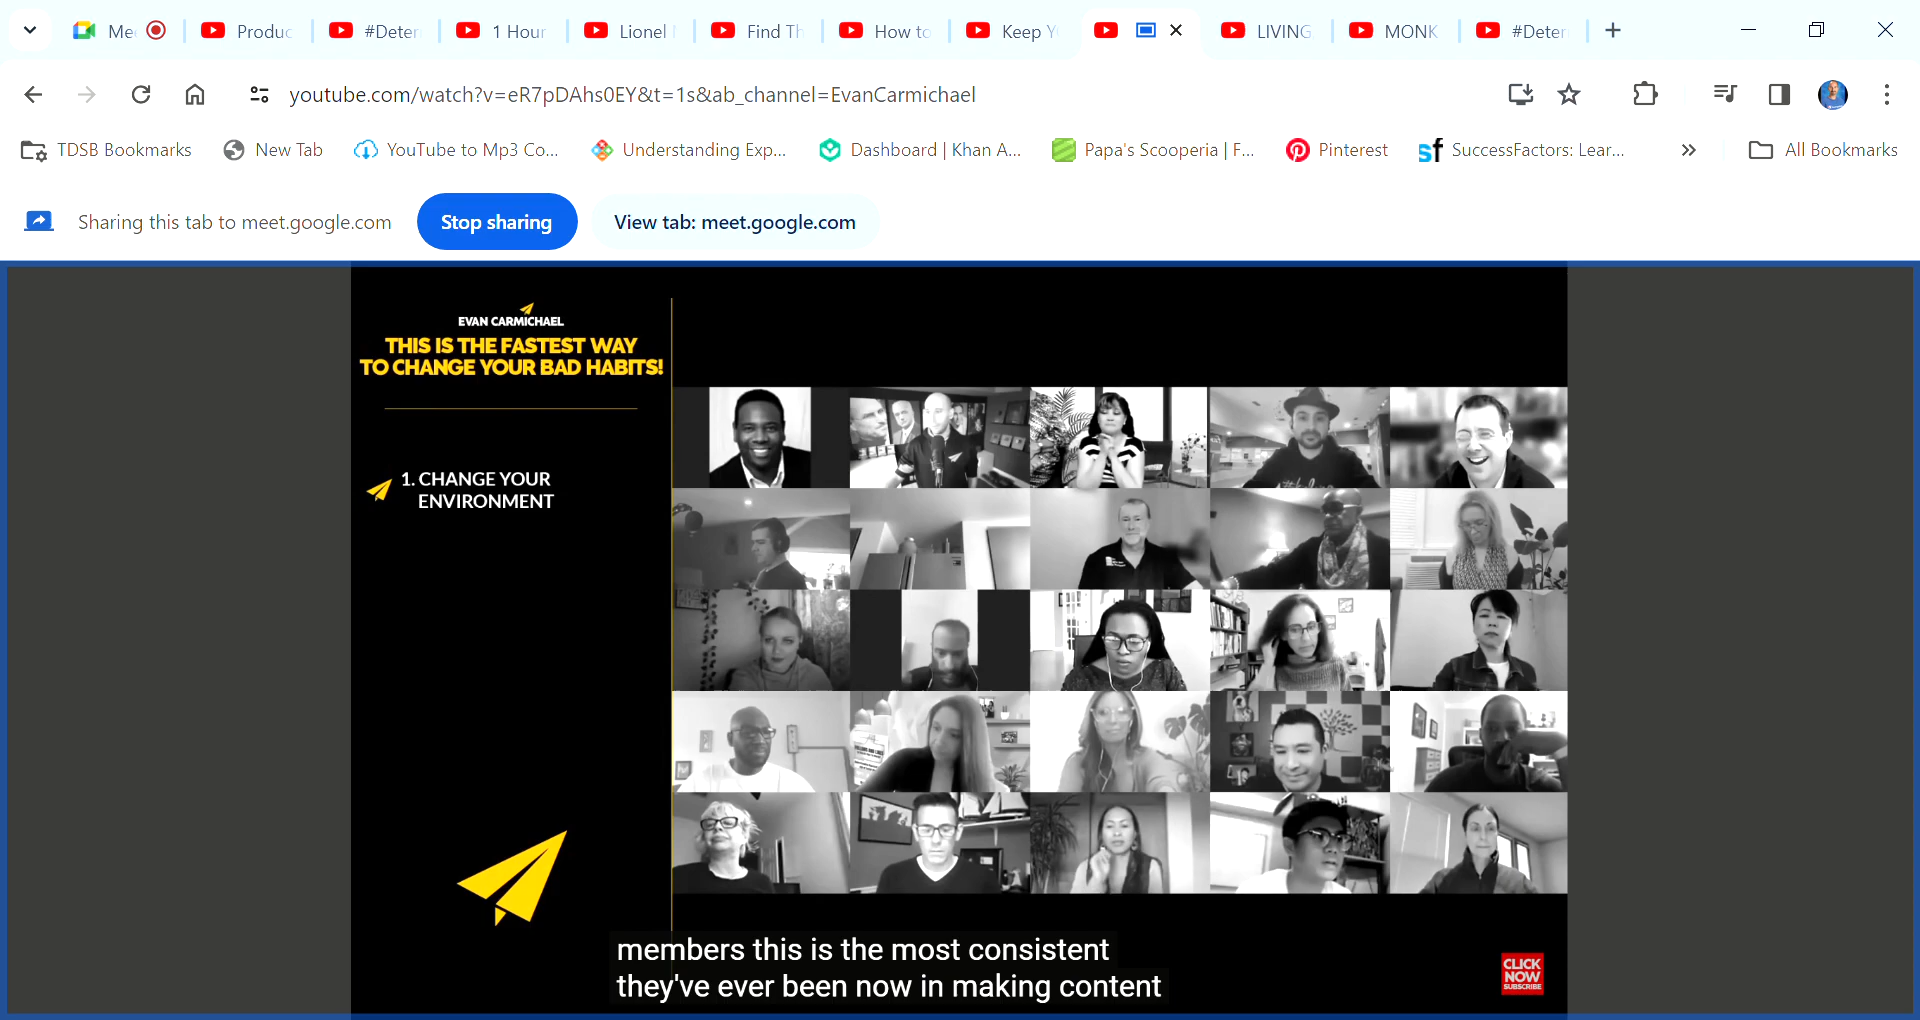 Me
Produc
#Deter
1 Hour
Lionel
Find Th
How to
Keep Y
LIVING
MONK
#Deter
youtube.com/watch?v=eR7pDAhs0EY&t=1s&ab_channel=EvanCarmichael
TDSB Bookmarks
New Tab
YouTube to Mp3 Co...
Understanding Exp...
Dashboard | Khan A...
Papa's Scooperia | F...
Pinterest
sf SuccessFactors: Lear...
All Bookmarks
Sharing this tab to meet.google.com
Stop sharing
View tab: meet.google.com
EVAN CARMICHAEL
THIS IS THE FASTEST WAY
TO CHANGE YOUR BAD HABITS!
1. CHANGE YOUR
ENVIRONMENT
members this is the most consistent
they've ever been now in making content
CLICK
NOW
SUBSCRIBE